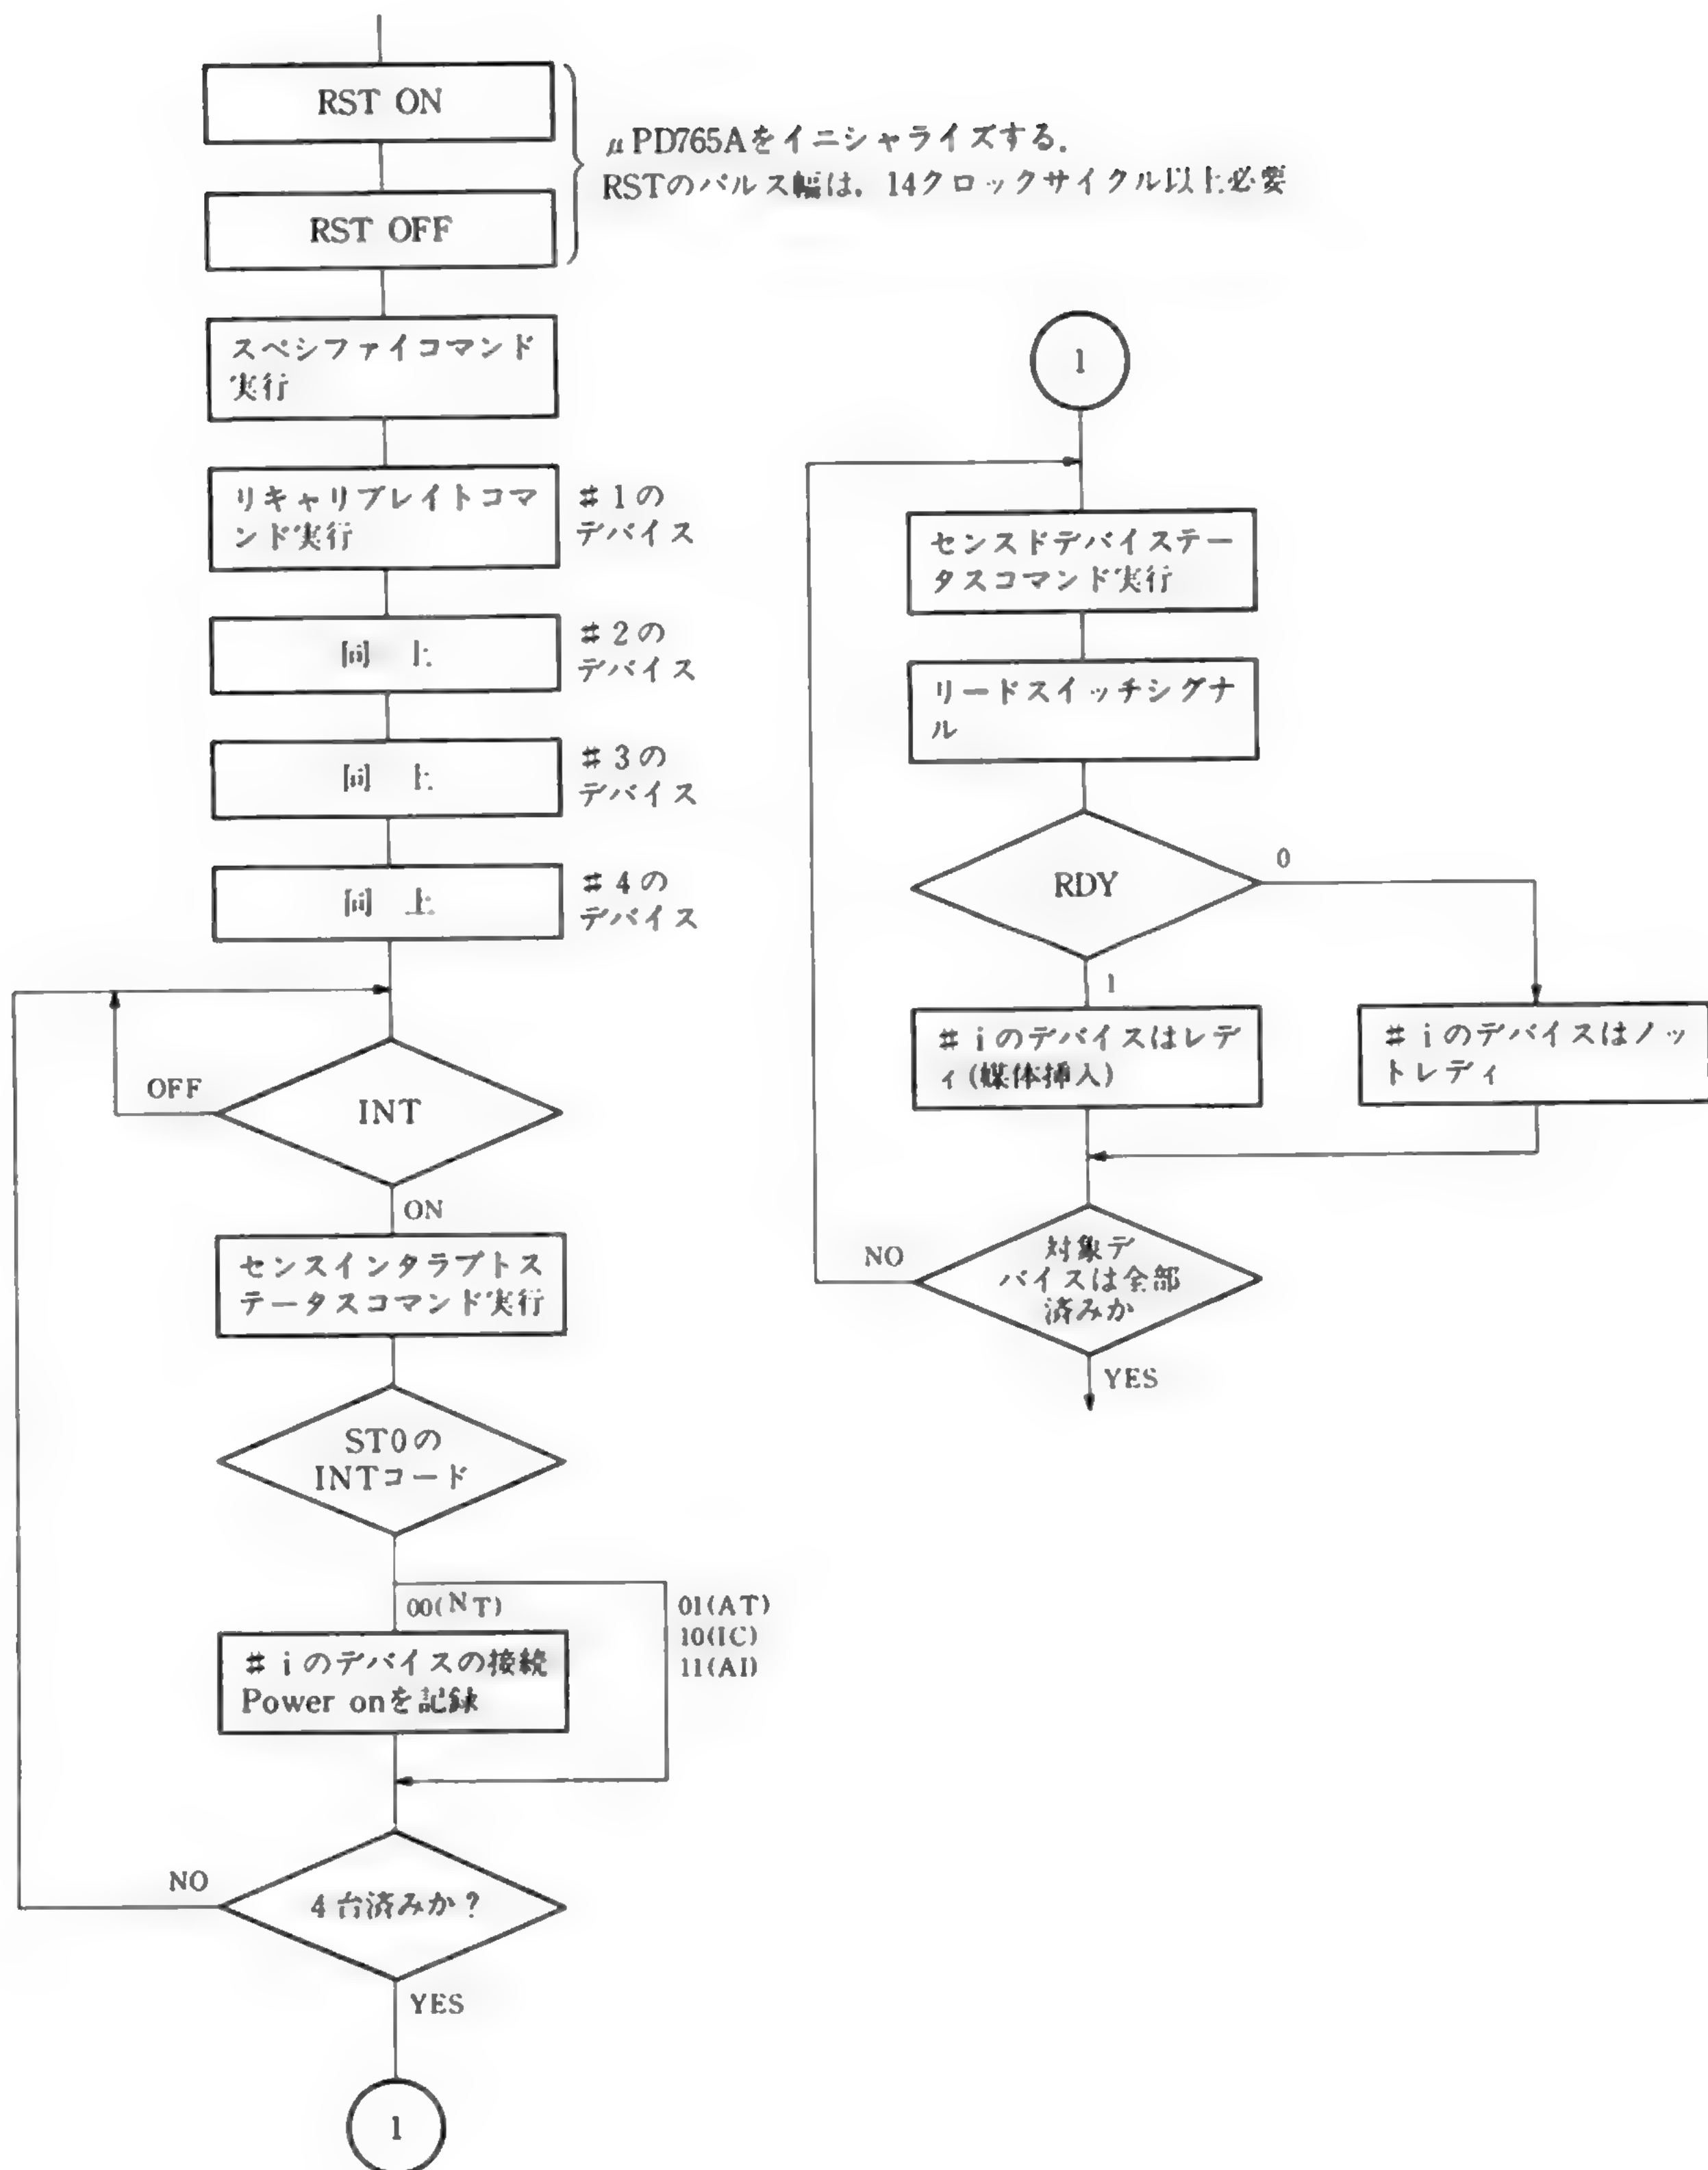 RST ON
RST OFF
μPD765Aをイニシャライズする.
RSTのパルス幅は, 14クロックサイクル以上必要
スペシファイコマンド
実行
リキャリブレイトコマ
ンド実行
#1の
デバイス
同 上
#2の
デバイス
同 上
#3の
デバイス
同 上
#4の
デバイス
OFF
INT
ON
センスインタラプトス
テータスコマンド実行
ST0の
INTコード
00(NT)
01(AT)
10(IC)
11(AI)
#iのデバイスの接続
Power onを記録
NO
4台済みか?
YES
1
1
センスドデバイステー
タスコマンド実行
リードスイッチシグナ
ル
RDY
0
1
#iのデバイスはレデ
ィ(媒体挿入)
#iのデバイスはノッ
トレディ
NO
対象デ
バイスは全部
済みか
YES